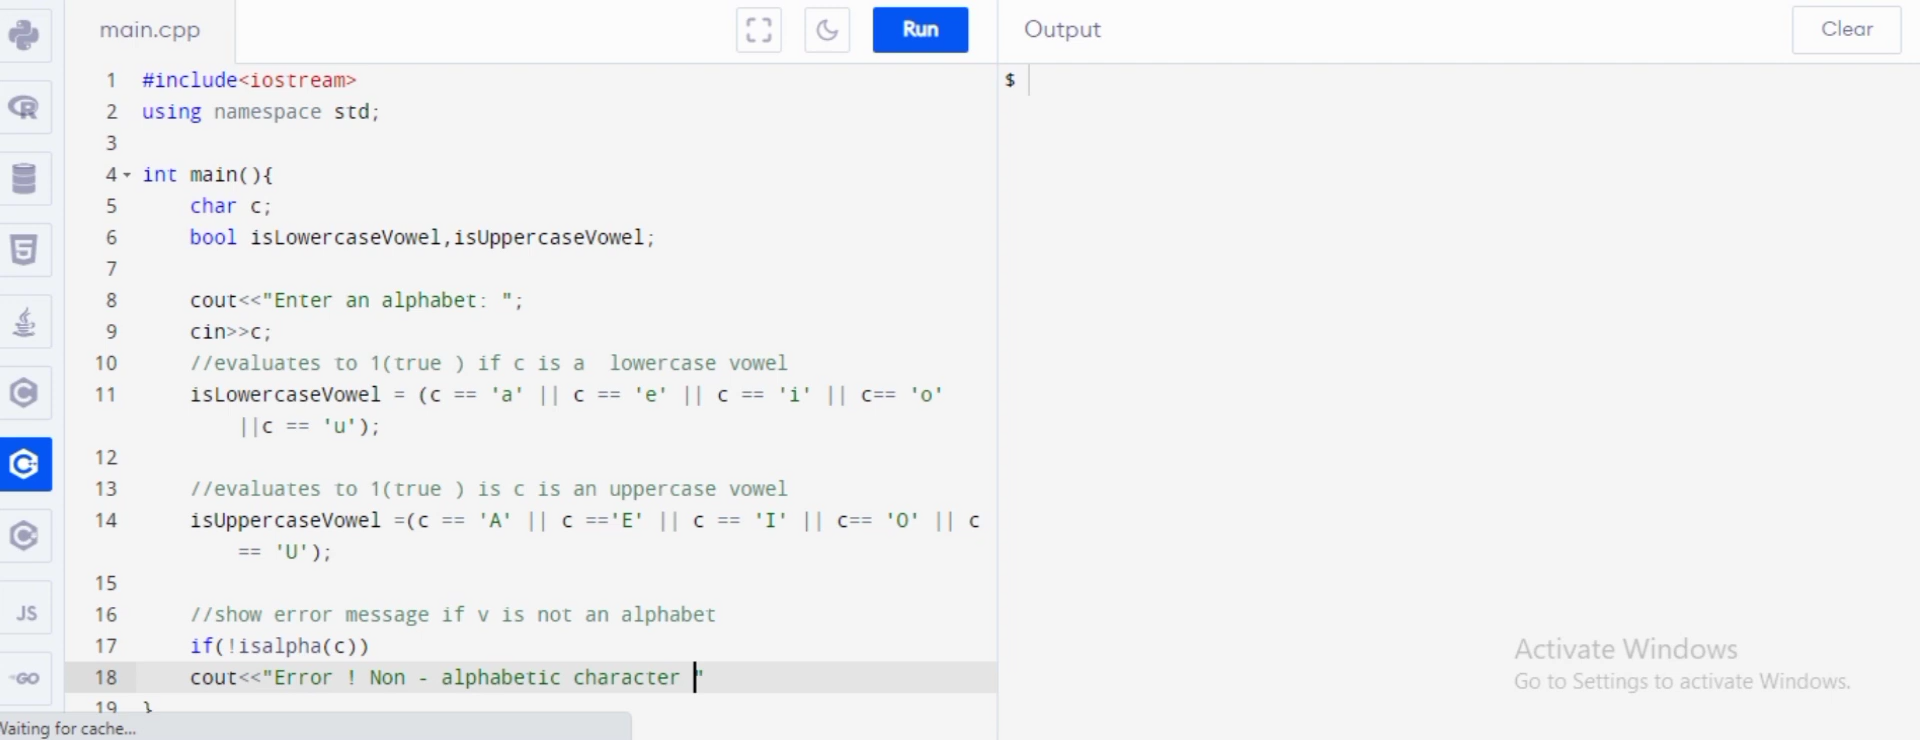 main.cpp
Run
Output
Clear
1 #include<iostream>
2 using namespace std;
3
4 int main(){
5 char c;
6 bool isLowercaseVowel,isUppercaseVowel;
7
8 cout<<"Enter an alphabet: ";
9 cin>>c;
10 //evaluates to 1(true ) if c is a  lowercase vowel
11 isLowercaseVowel = (c == 'a' || c == 'e' || c == 'i' || c== 'o'
||c == 'u');
12
13 //evaluates to 1(true ) is c is an uppercase vowel
14 isUppercaseVowel =(c == 'A' || c =='E' || c == 'I' || c== 'O' || c
== 'U');
15
16 //show error message if v is not an alphabet
17 if(!isalpha(c))
18 cout<<"Error ! Non - alphabetic character "
19 }
$
JS
GO
Activate Windows
Go to Settings to activate Windows.
Waiting for cache...